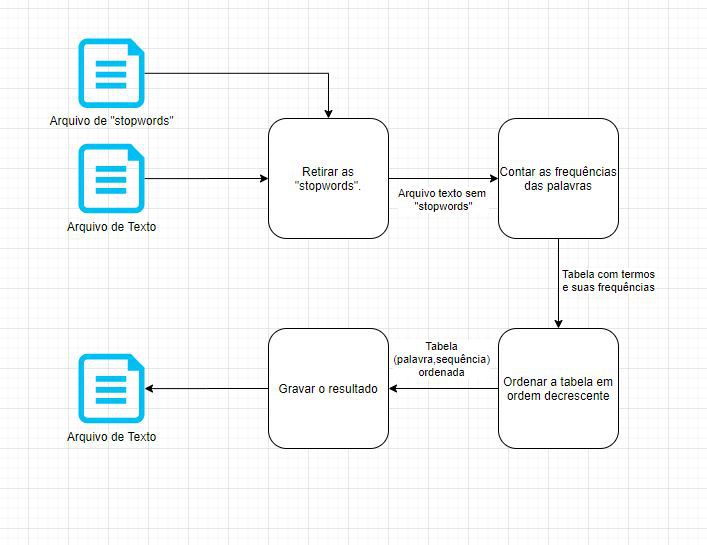 Arquivo de "stopwords"
Arquivo de Texto
Retirar as
"stopwords".
Arquivo texto sem
"stopwords"
Contar as frequências
das palavras
Tabela com termos
e suas frequências
Ordenar a tabela em
ordem decrescente
Tabela
(palavra,sequência)
ordenada
Gravar o resultado
Arquivo de Texto